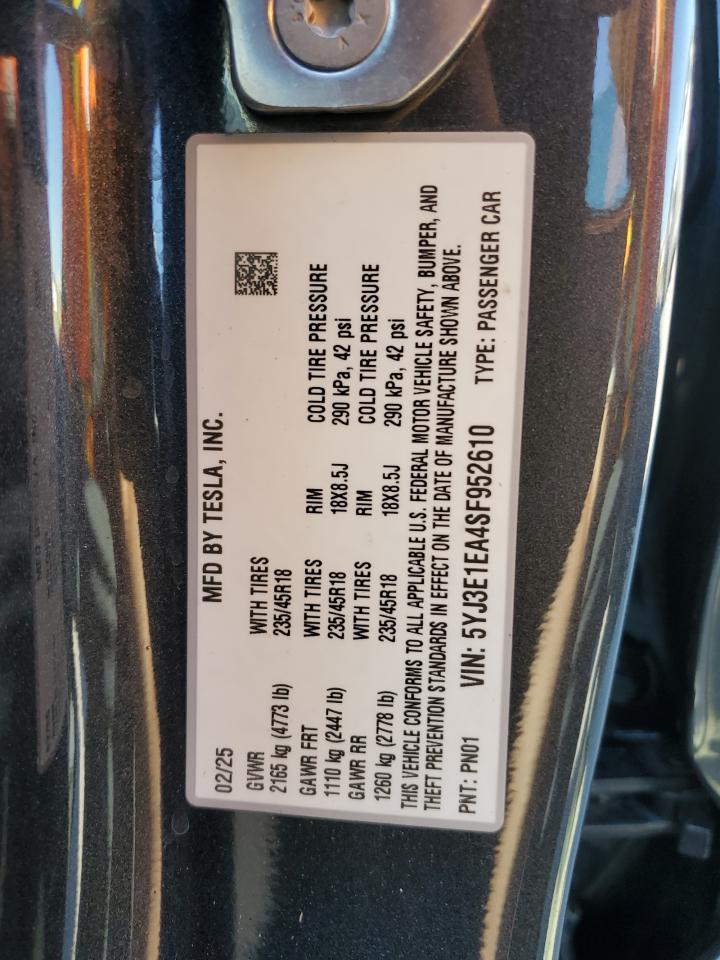 02/25 MFD BY TESLA, INC.
GVWR WITH TIRES
2165 kg (4773 lb) 235/45R18
GAWR FRT WITH TIRES RIM COLD TIRE PRESSURE
1110 kg (2447 lb) 235/45R18 18X8.5J 290 kPa, 42 psi
GAWR RR WITH TIRES RIM COLD TIRE PRESSURE
1260 kg (2778 lb) 235/45R18 18X8.5J 290 kPa, 42 psi
THIS VEHICLE CONFORMS TO ALL APPLICABLE U.S. FEDERAL MOTOR VEHICLE SAFETY, BUMPER, AND
THEFT PREVENTION STANDARDS IN EFFECT ON THE DATE OF MANUFACTURE SHOWN ABOVE.
PNT: PN01 VIN: 5YJ3E1EA4SF952610 TYPE: PASSENGER CAR